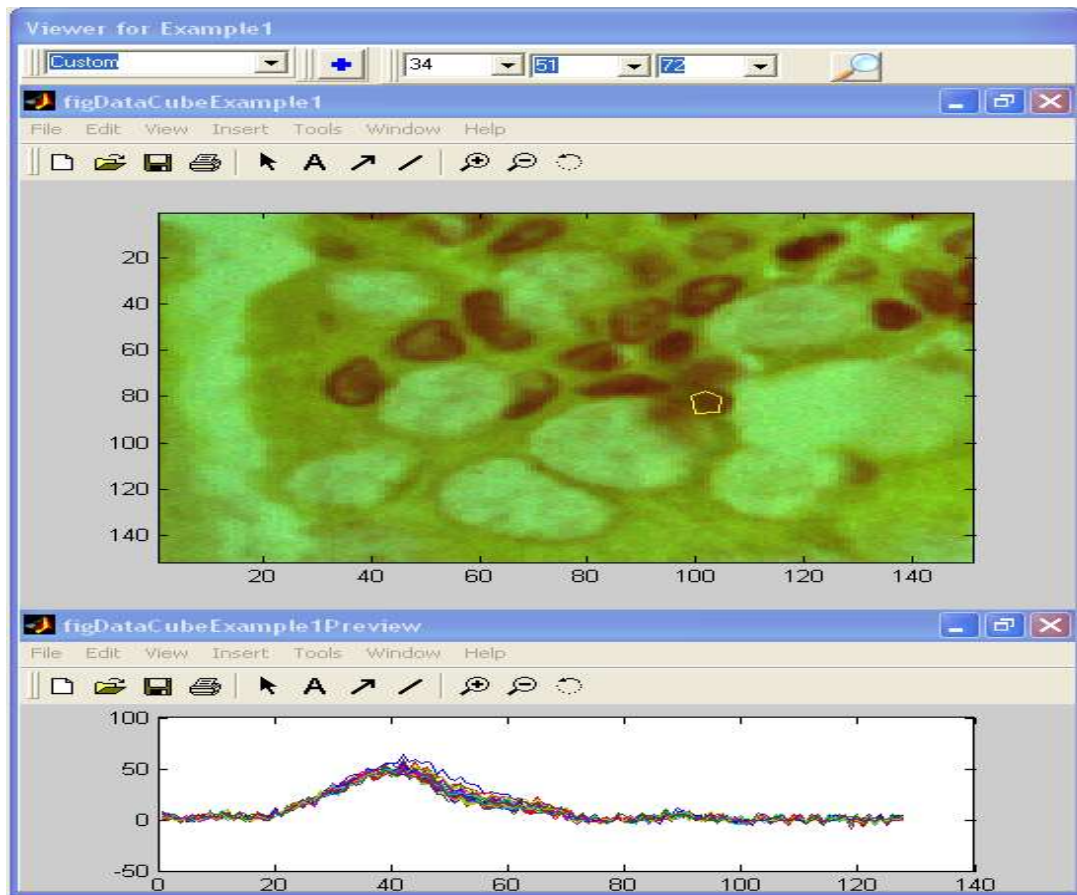 Viewer for Example1
Custom 34 51 72
figDataCubeExample1
File Edit View Insert Tools Window Help
A
20
40
60
80
100
120
140
20 40 60 80 100 120 140
figDataCubeExample1Preview
File Edit View Insert Tools Window Help
A
100
50
0
-50
0 20 40 60 80 100 120 140